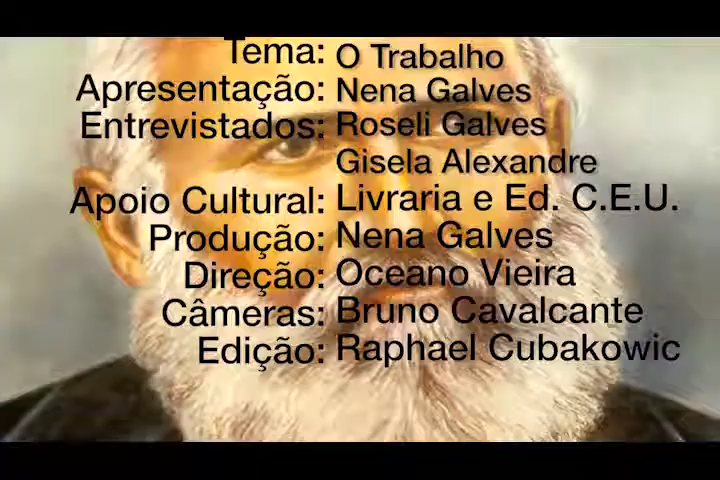 Tema: O Trabalho
Apresentação: Nena Galves
Entrevistados: Roseli Galves
Gisela Alexandre
Apoio Cultural: Livraria e Ed. C.E.U.
Produção: Nena Galves
Direção: Oceano Vieira
Câmeras: Bruno Cavalcante
Edição: Raphael Cubakowic